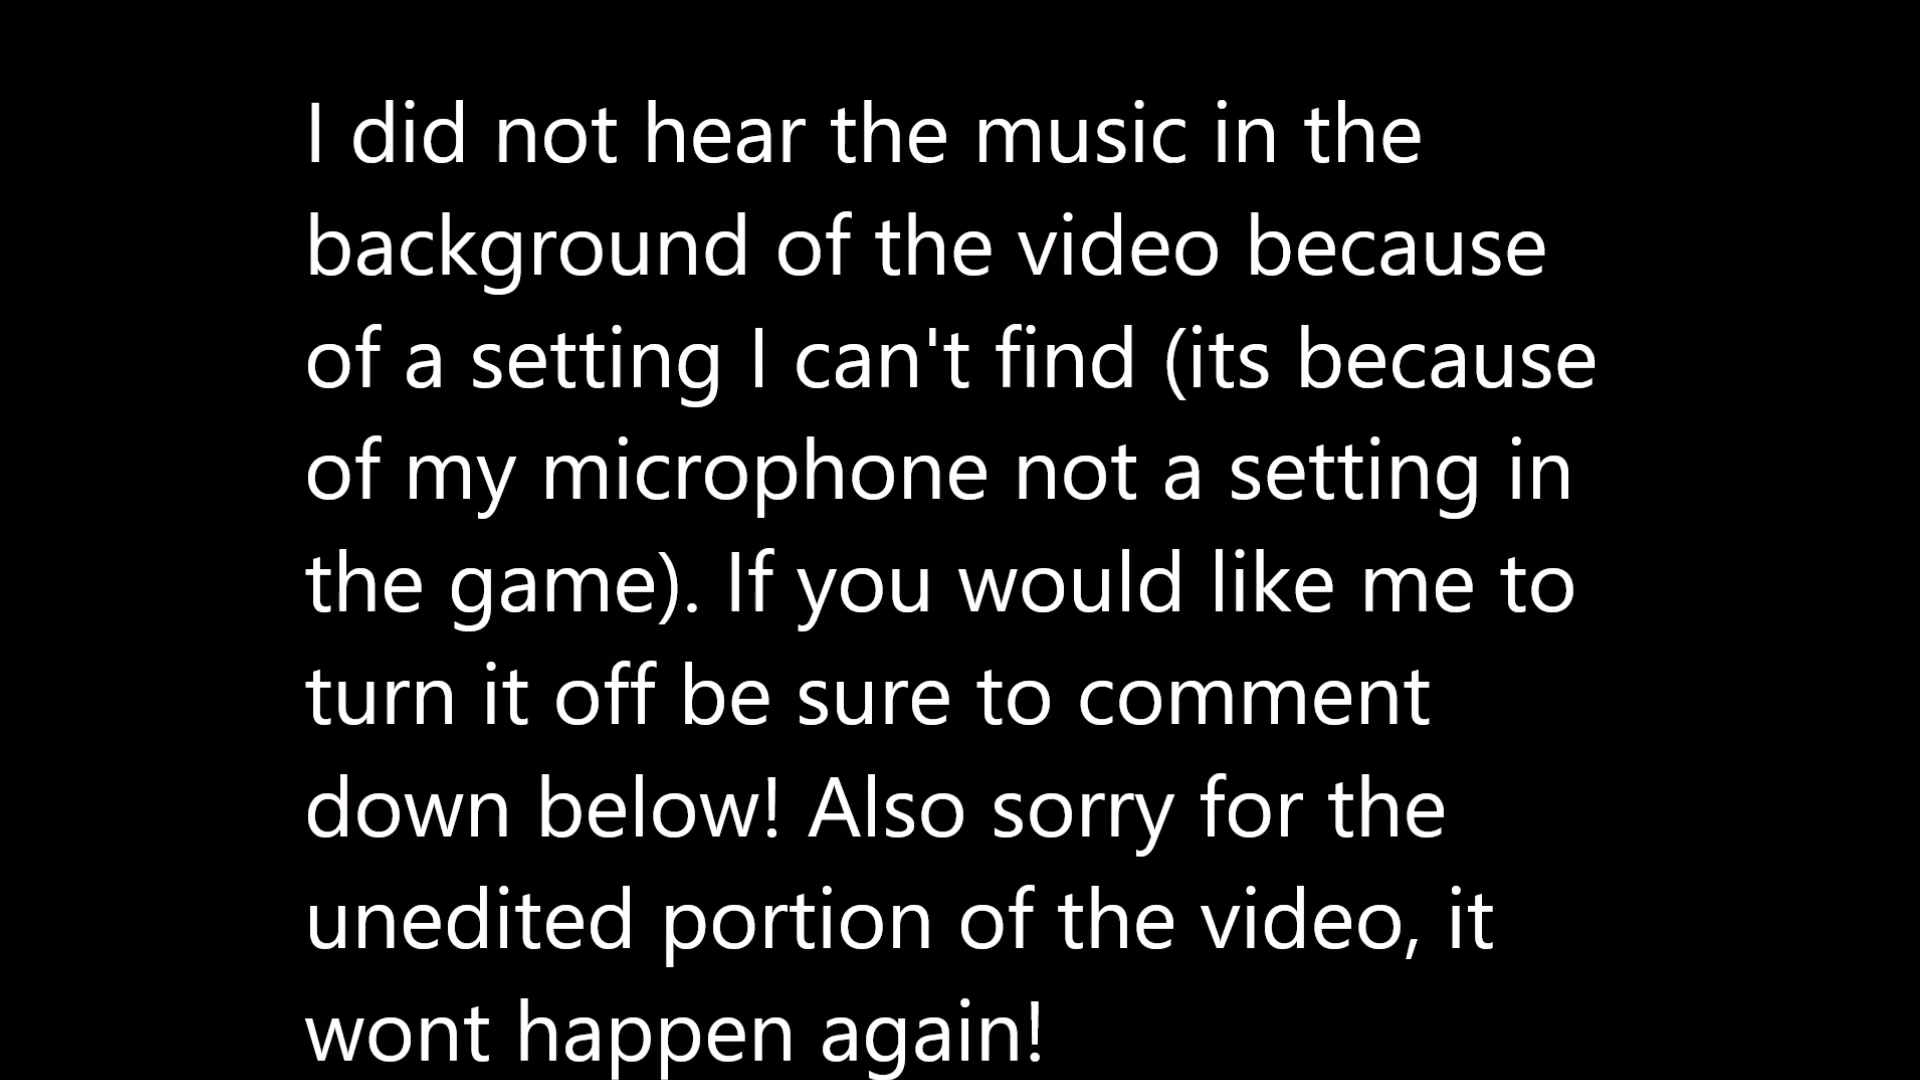 I did not hear the music in the
background of the video because
of a setting I can't find (its because
of my microphone not a setting in
the game). If you would like me to
turn it off be sure to comment
down below! Also sorry for the
unedited portion of the video, it
wont happen again!